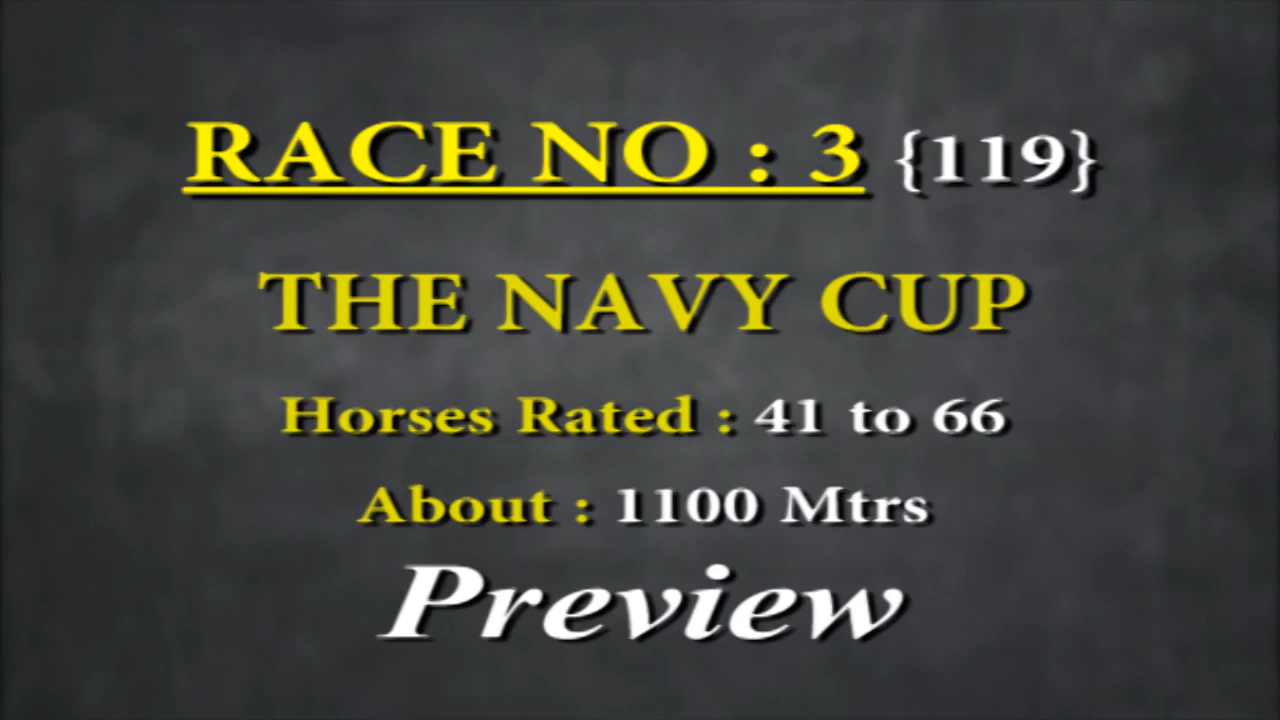 RACE NO : 3 {119}
THE NAVY CUP
Horses Rated : 41 to 66
About : 1100 Mtrs
Preview